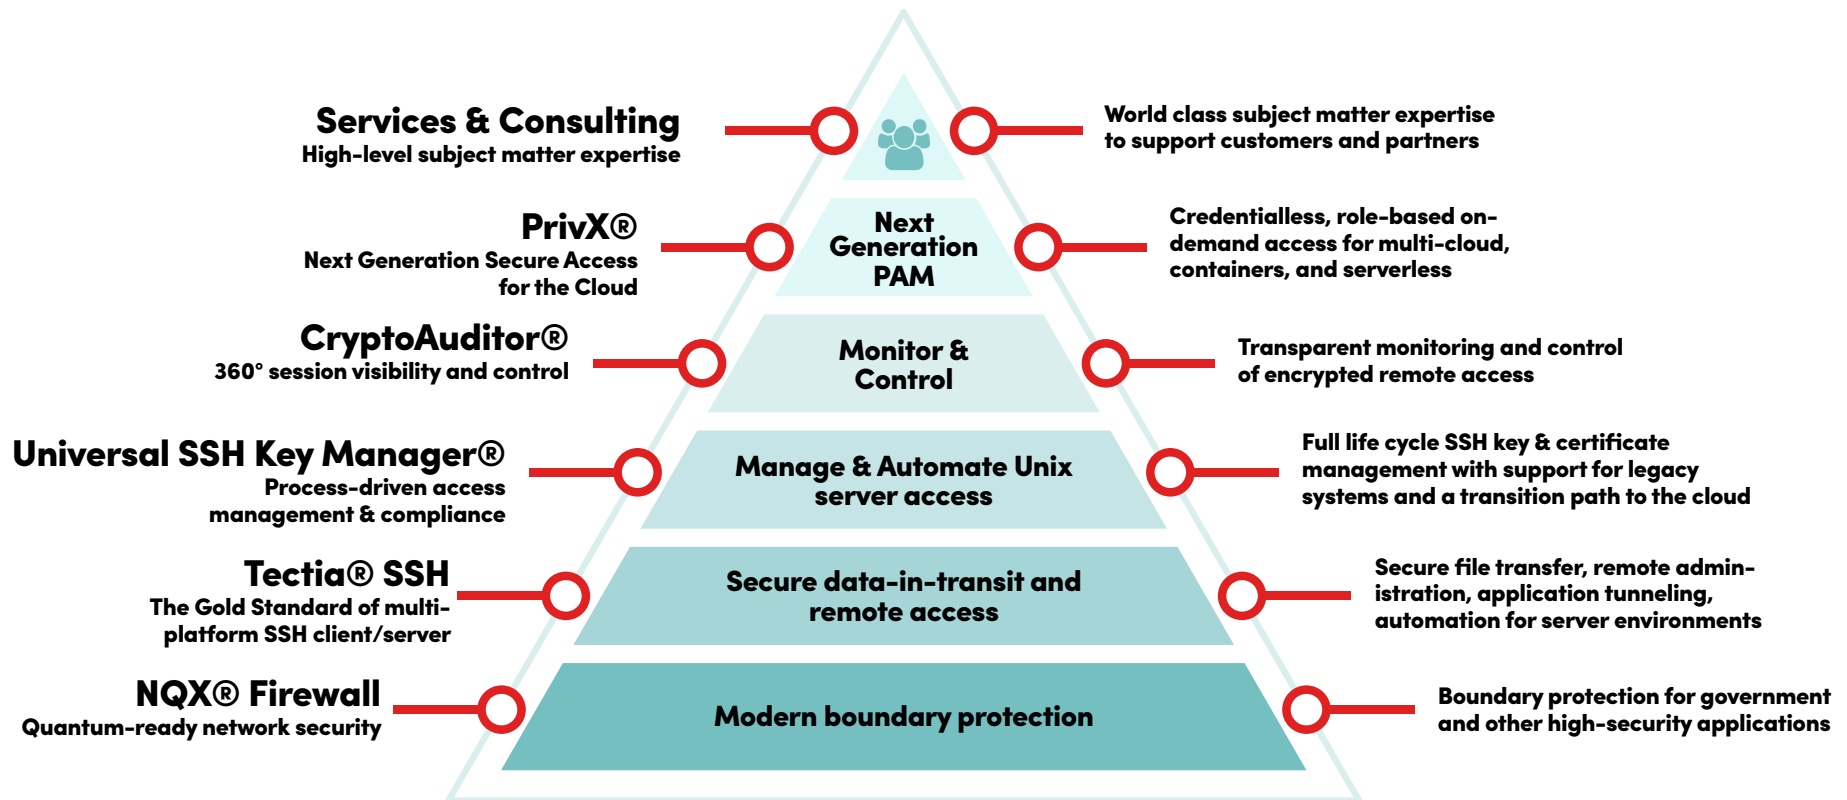 Services & Consulting
High-level subject matter expertise
World class subject matter expertise
to support customers and partners
PrivX®
Next Generation Secure Access
for the Cloud
Next
Generation
PAM
Credentialless, role-based on-
demand access for multi-cloud,
containers, and serverless
CryptoAuditor®
360° session visibility and control
Monitor &
Control
Transparent monitoring and control
of encrypted remote access
Universal SSH Key Manager®
Process-driven access
management & compliance
Manage & Automate Unix
server access
Full life cycle SSH key & certificate
management with support for legacy
systems and a transition path to the cloud
Tectia® SSH
The Gold Standard of multi-
platform SSH client/server
Secure data-in-transit and
remote access
Secure file transfer, remote admin-
istration, application tunneling,
automation for server environments
NQX® Firewall
Quantum-ready network security
Modern boundary protection
Boundary protection for government
and other high-security applications